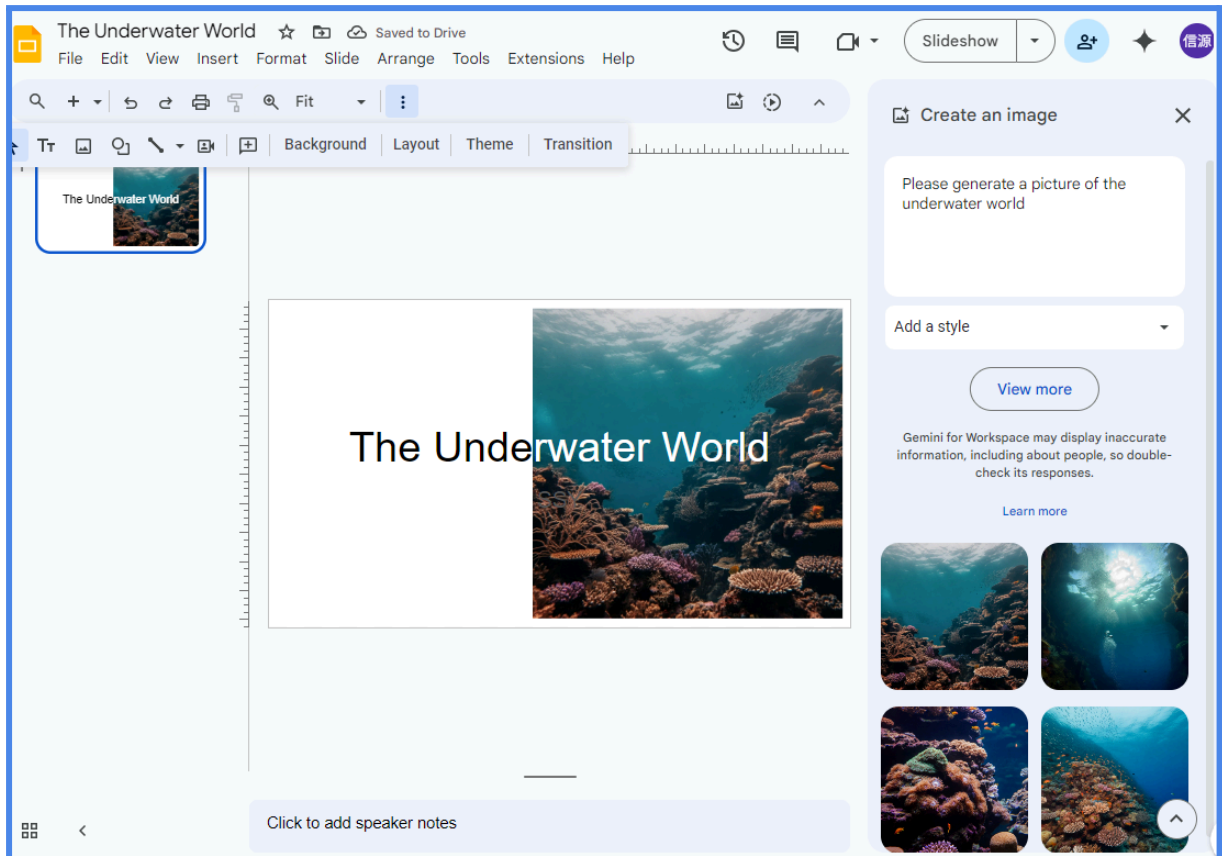 The Underwater World
Saved to Drive
File Edit View Insert Format Slide Arrange Tools Extensions Help
Slideshow
信源
Fit
Background Layout Theme Transition
The Underwater World
The Underwater World
Click to add speaker notes
Create an image
Please generate a picture of the
underwater world
Add a style
View more
Gemini for Workspace may display inaccurate
information, including about people, so double-
check its responses.
Learn more